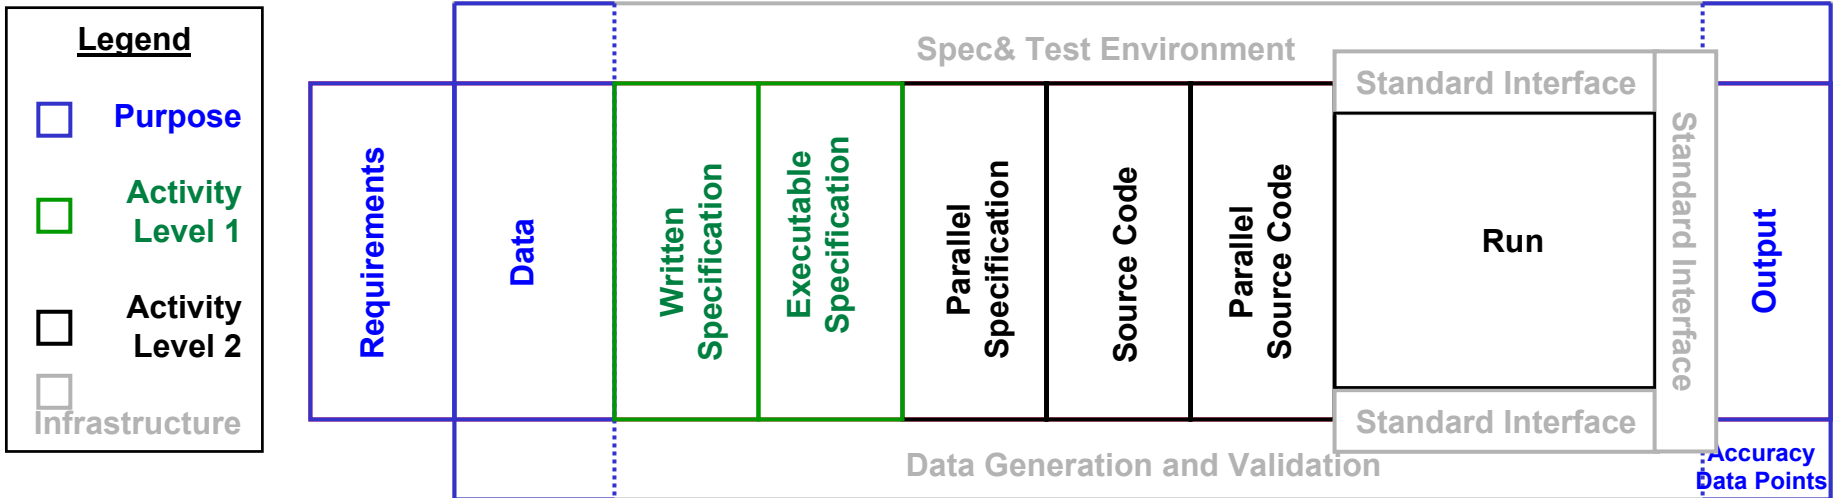 Legend
Purpose
Activity
Level 1
Activity
Level 2
Infrastructure
Spec& Test Environment
Requirements
Data
Written
Specification
Executable
Specification
Parallel
Specification
Source Code
Parallel
Source Code
Standard Interface
Run
Standard Interface
Standard Interface
Output
Data Generation and Validation
Accuracy
Data Points